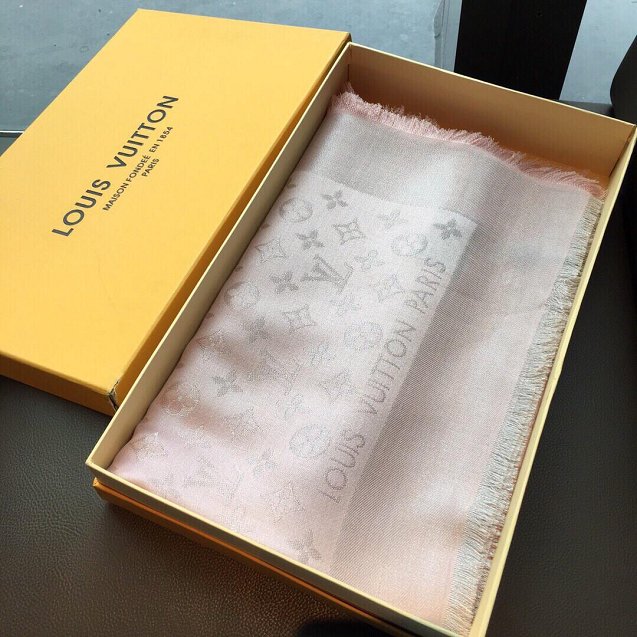 LOUIS VUITTON
MAISON FONDÉE EN 1854
PARIS
LOUIS VUITTON PARIS